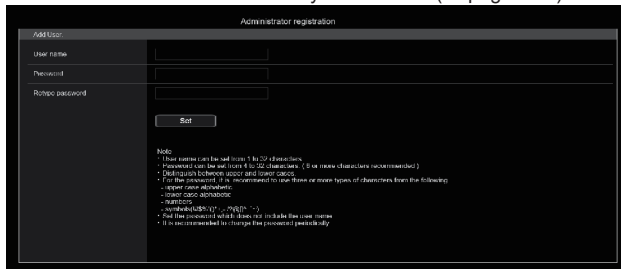 Administrator registration
Add User.
User name
Password
Retype password
Set
Note
· User name can be set from 1 to 32 characters
· Password can be set from 4 to 32 characters. ( 8 or more characters recommended )
· Distinguish between upper and lower cases.
· For the password, it is recommend to use three or more types of characters from the following
- upper case alphabetic
- lower case alphabetic
- numbers
- symbols
· Set the password which does not include the user name
· It is recommended to change the password periodically